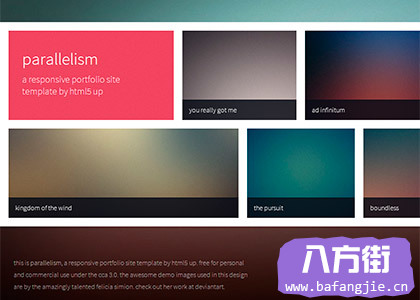 parallelism
a responsive portfolio site
template by html5 up
you really got me
ad infinitum
kingdom of the wind
the pursuit
boundless
this is parallelism, a responsive portfolio site template by html5 up. free for personal
and commercial use under the cca 3.0. the awesome demo images used in this design
are by the amazingly talented felicia simion. check out her work at deviantart.
八方街
www.bafangjie.cn